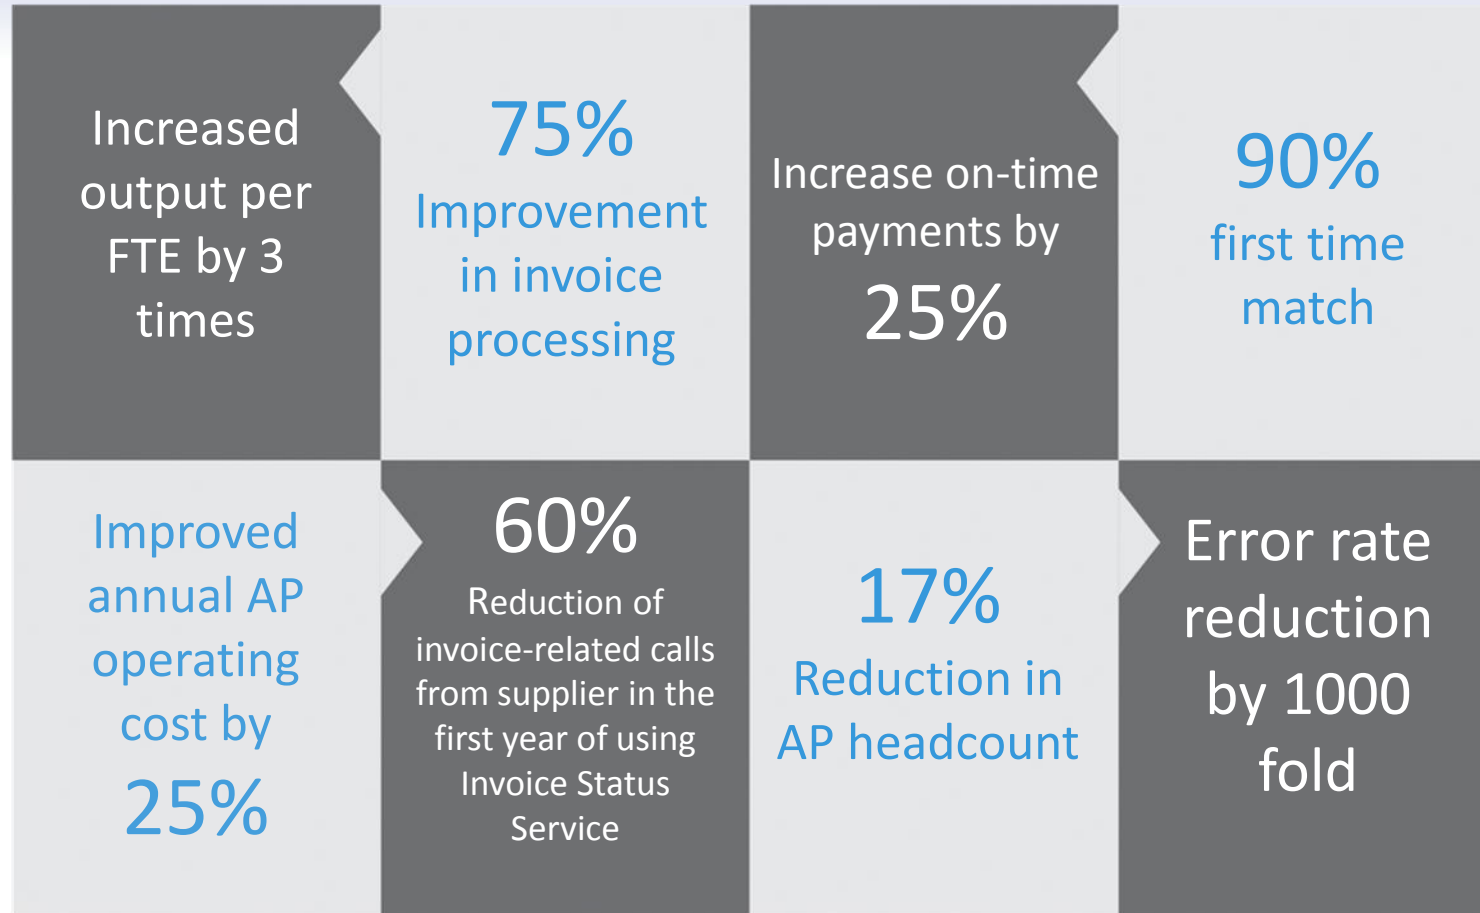 Increased
output per
FTE by 3
times
75%
Improvement
in invoice
processing
Increase on-time
payments by
25%
90%
first time
match
Improved
annual AP
operating
cost by
25%
60%
Reduction of
invoice-related calls
from supplier in the
first year of using
Invoice Status
Service
17%
Reduction in
AP headcount
Error rate
reduction
by 1000
fold